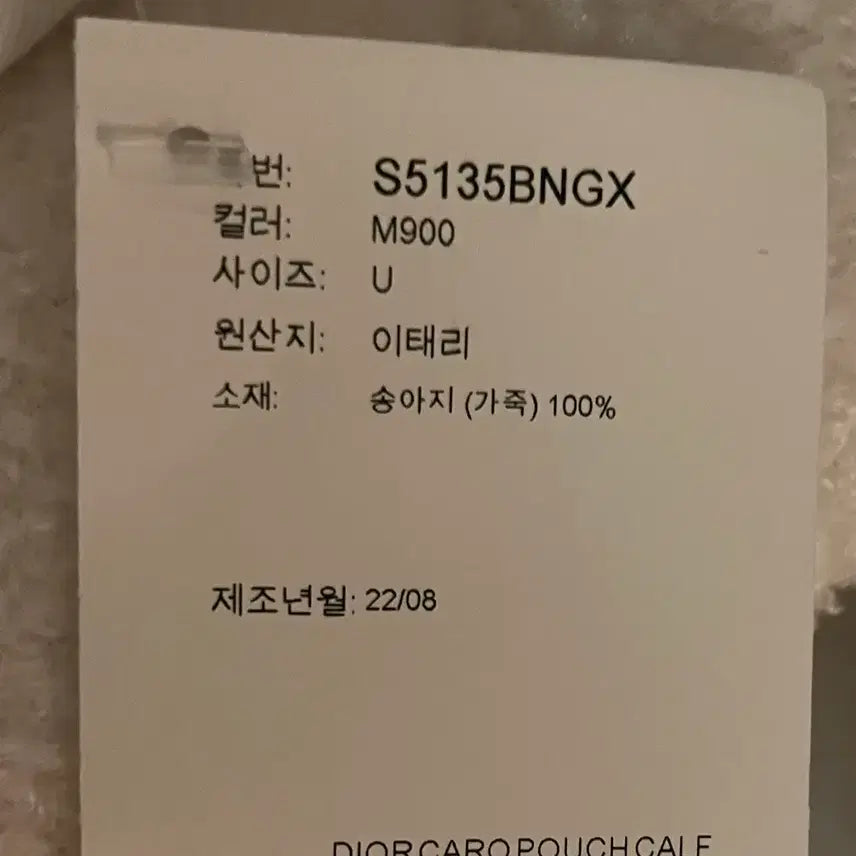 번: S5135BNGX
컬러: M900
사이즈: U
원산지: 이태리
소재: 송아지 (가죽) 100%
제조년월: 22/08
DIOR CARO POUCH CALF